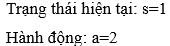 Trạng thái hiện tại: s=1
Hành động: a=2